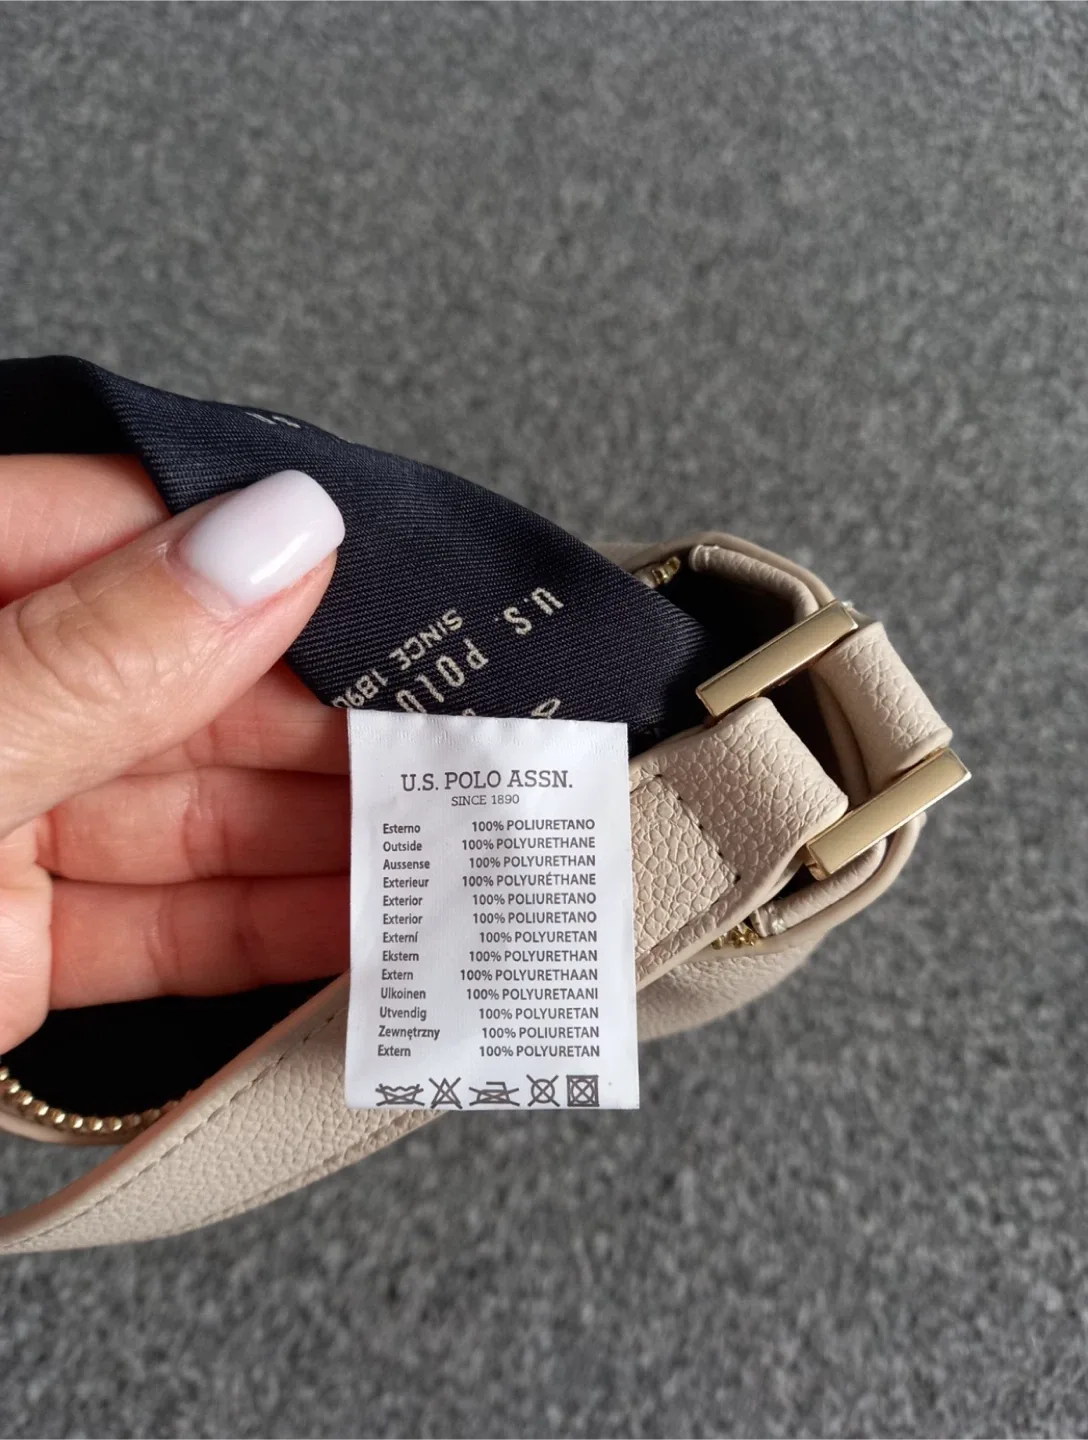 U.S. POLO
SINCE 1890
U.S. POLO ASSN.
SINCE 1890
Esterno 100% POLIURETANO
Outside 100% POLYURETHANE
Aussense 100% POLYURETHAN
Exterieur 100% POLYURÉTHANE
Exterior 100% POLIURETANO
Exterior 100% POLIURETANO
Externí 100% POLYURETAN
Ekstern 100% POLYURETHAN
Extern 100% POLYURETHAAN
Ulkoinen 100% POLYURETAANI
Utvendig 100% POLYURETAN
Zewnętrzny 100% POLIURETAN
Extern 100% POLYURETAN